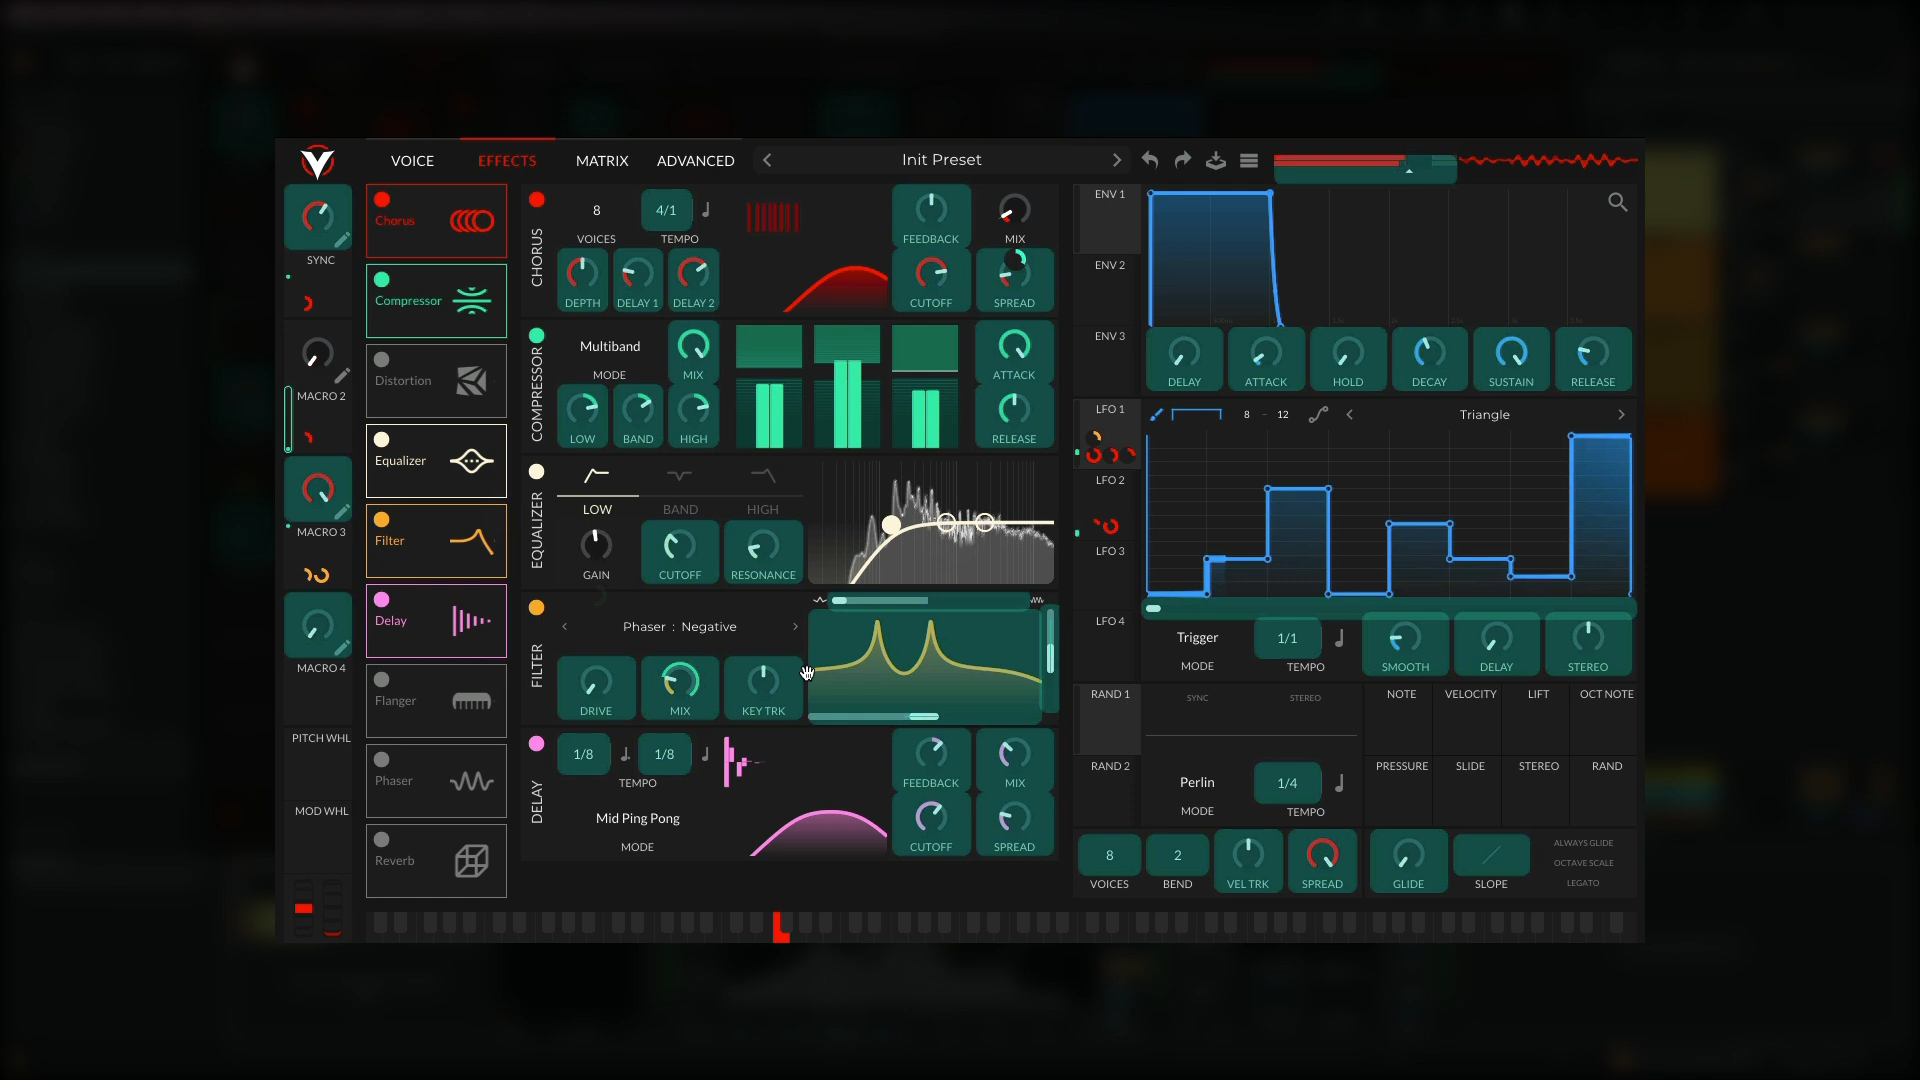 VOICE
EFFECTS
MATRIX
ADVANCED
Init Preset
SYNC
MACRO 2
MACRO 3
MACRO 4
PITCH WHL
MOD WHL
Chorus
Compressor
Distortion
Equalizer
Filter
Delay
Flanger
Phaser
Reverb
CHORUS
8
4/1
VOICES
TEMPO
FEEDBACK
MIX
DEPTH
DELAY 1
DELAY 2
CUTOFF
SPREAD
COMPRESSOR
Multiband
MODE
MIX
ATTACK
LOW
BAND
HIGH
RELEASE
EQUALIZER
LOW
BAND
HIGH
GAIN
CUTOFF
RESONANCE
FILTER
Phaser : Negative
DRIVE
MIX
KEY TRK
DELAY
1/8
1/8
TEMPO
FEEDBACK
MIX
Mid Ping Pong
MODE
CUTOFF
SPREAD
ENV 1
ENV 2
ENV 3
DELAY
ATTACK
HOLD
DECAY
SUSTAIN
RELEASE
LFO 1
8 - 12
Triangle
LFO 2
LFO 3
LFO 4
Trigger
1/1
MODE
TEMPO
SMOOTH
DELAY
STEREO
RAND 1
SYNC
STEREO
NOTE
VELOCITY
LIFT
OCT NOTE
RAND 2
PRESSURE
SLIDE
STEREO
RAND
Perlin
1/4
MODE
TEMPO
8
2
VOICES
BEND
VEL TRK
SPREAD
GLIDE
SLOPE
ALWAYS GLIDE
OCTAVE SCALE
LEGATO